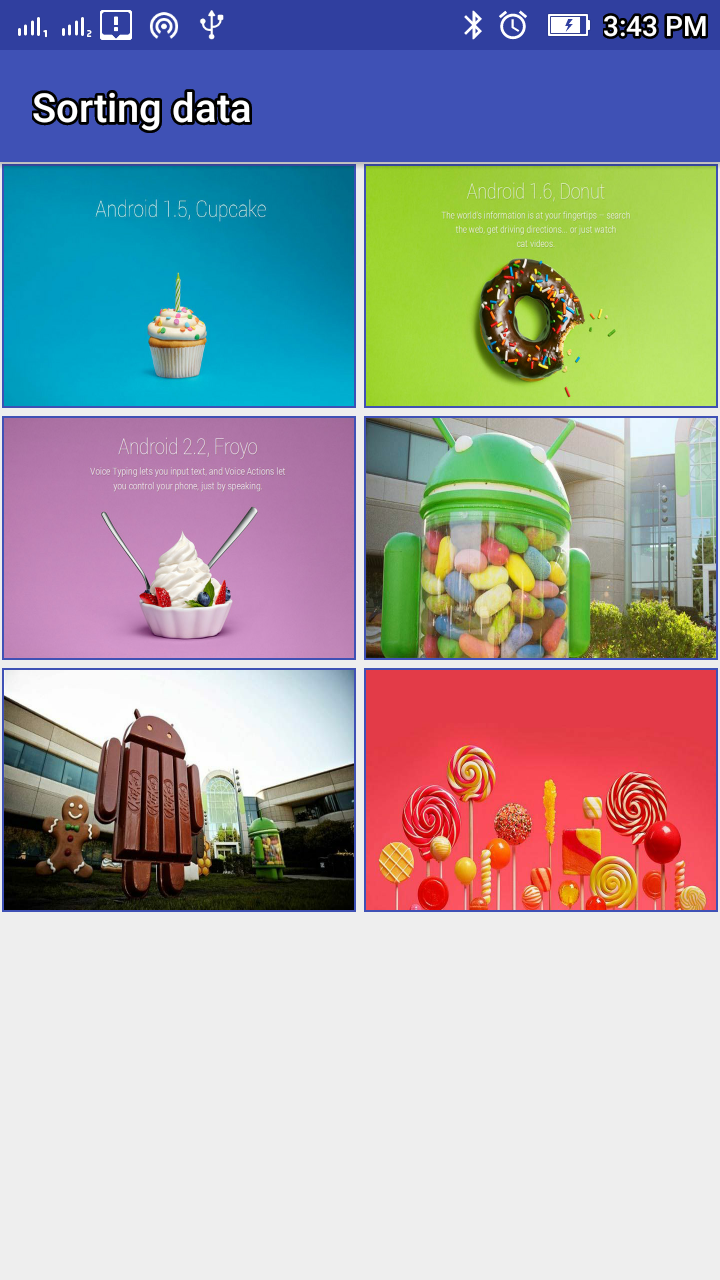 3:43 PM
Sorting data
Android 1.5, Cupcake
Android 1.6, Donut
The world's information is at your fingertips – search
the web, get driving directions... or just watch
cat videos.
Android 2.2, Froyo
Voice Typing lets you input text, and Voice Actions let
you control your phone, just by speaking.